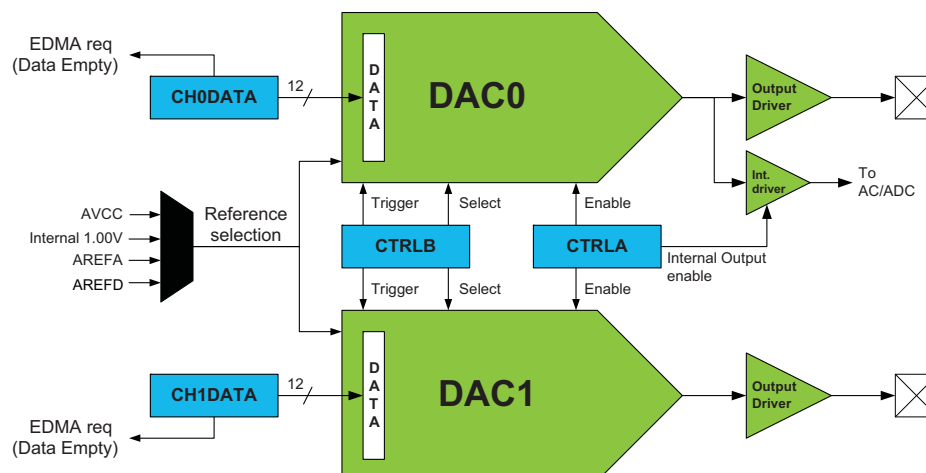 EDMA req
(Data Empty)
CH0DATA
12
DATA
DAC0
Output
Driver
Int.
driver
To
AC/ADC
AVCC
Internal 1.00V
AREFA
AREFD
Reference
selection
Trigger
Select
Enable
CTRLB
CTRLA
Internal Output
enable
Trigger
Select
Enable
CH1DATA
12
DATA
DAC1
Output
Driver
EDMA req
(Data Empty)